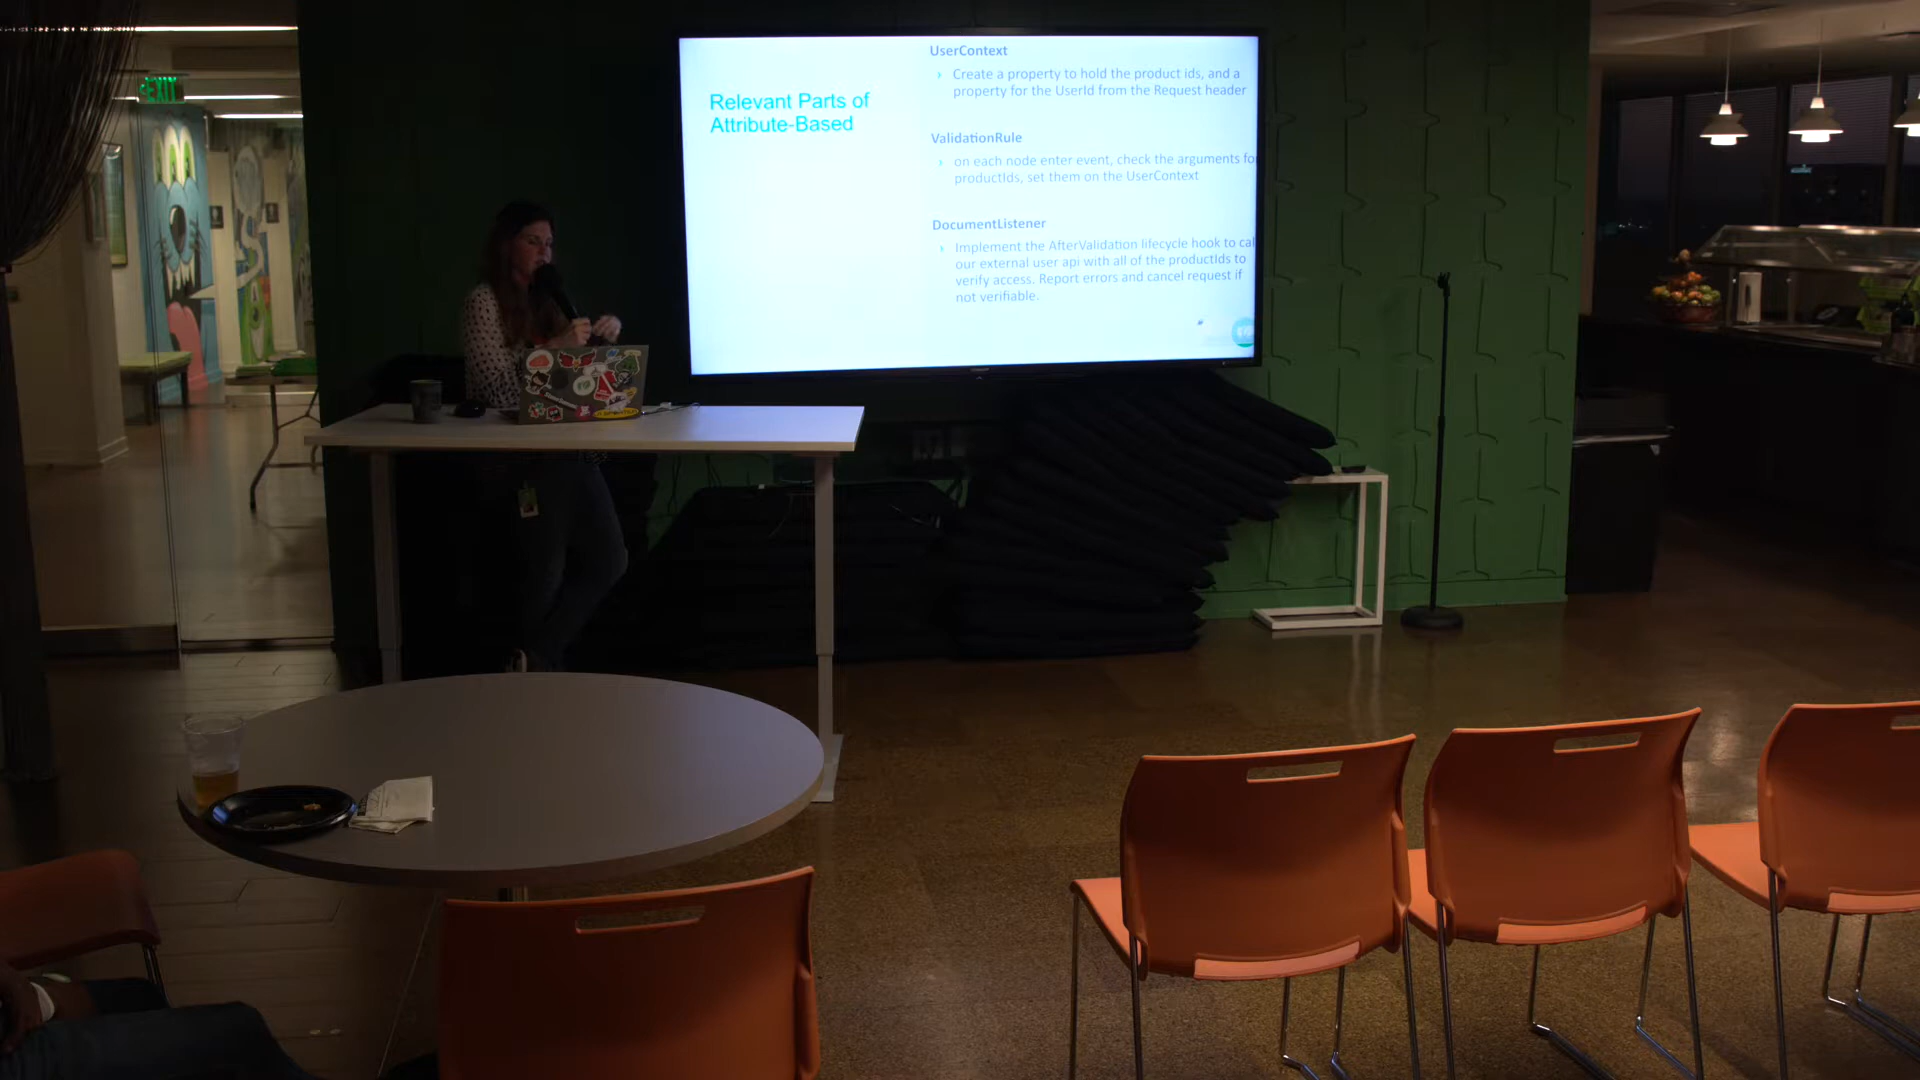 EXIT
Relevant Parts of
Attribute-Based
UserContext
Create a property to hold the product ids, and a
property for the UserId from the Request header
ValidationRule
on each node enter event, check the arguments for
productIds, set them on the UserContext
DocumentListener
Implement the AfterValidation lifecycle hook to cal
our external user api with all of the productIds to
verify access. Report errors and cancel request if
not verifiable.